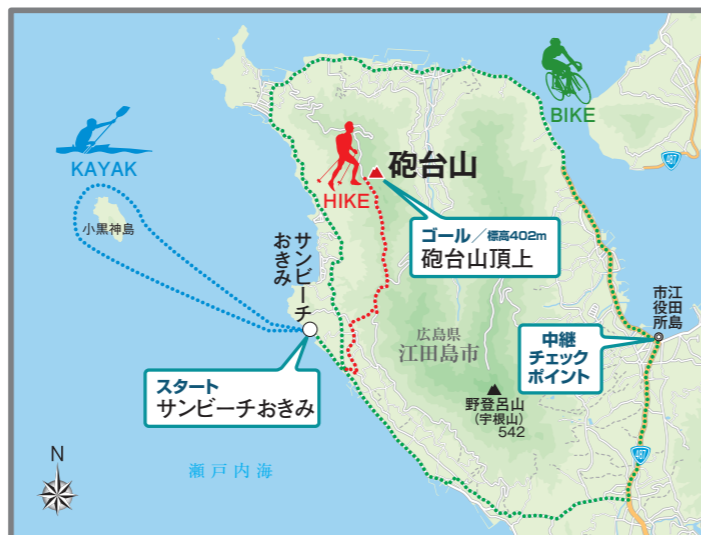 KAYAK
小黒神島
BIKE
487
HIKE
砲台山
ゴール/標高402m
砲台山頂上
サンビーチ
おきみ
江田島
市役所
中継
チェック
ポイント
広島県
江田島市
スタート
サンビーチおきみ
野登呂山
(宇根山)
542
487
N
瀬戸内海